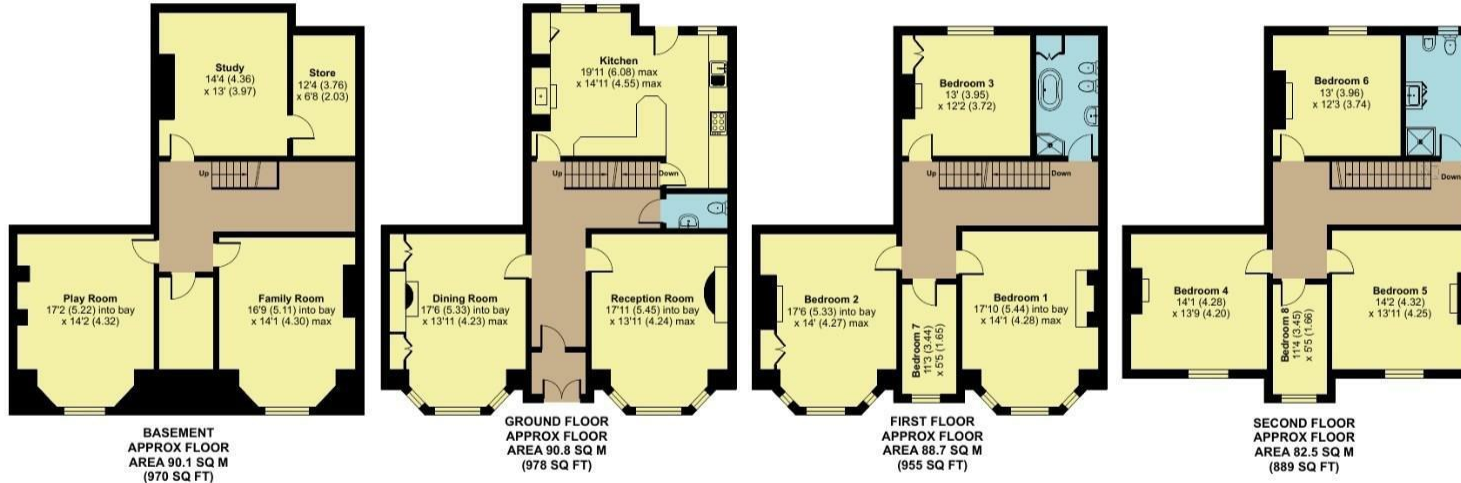 Study
14'4 (4.36)
x 13' (3.97)
Store
12'4 (3.76)
x 6'8 (2.03)
Up
Play Room
17'2 (5.22) into bay
x 14'2 (4.32)
Family Room
16'9 (5.11) into bay
x 14'1 (4.30) max
BASEMENT
APPROX FLOOR
AREA 90.1 SQ M
(970 SQ FT)
Kitchen
19'11 (6.08) max
x 14'11 (4.55) max
Up
Down
Dining Room
17'6 (5.33) into bay
x 13'11 (4.23) max
Reception Room
17'11 (5.45) into bay
x 13'11 (4.24) max
GROUND FLOOR
APPROX FLOOR
AREA 90.8 SQ M
(978 SQ FT)
Bedroom 3
13' (3.95)
x 12'2 (3.72)
Up
Down
Bedroom 2
17'6 (5.33) into bay
x 14' (4.27) max
Bedroom 7
11'3 (3.44)
x 5'5 (1.65)
Bedroom 1
17'10 (5.44) into bay
x 14'1 (4.28) max
FIRST FLOOR
APPROX FLOOR
AREA 88.7 SQ M
(955 SQ FT)
Bedroom 6
13' (3.96)
x 12'3 (3.74)
Down
Bedroom 4
14'1 (4.28)
x 13'9 (4.20)
Bedroom 8
11'4 (3.45)
x 5'5 (1.66)
Bedroom 5
14'2 (4.32)
x 13'11 (4.25)
SECOND FLOOR
APPROX FLOOR
AREA 82.5 SQ M
(889 SQ FT)